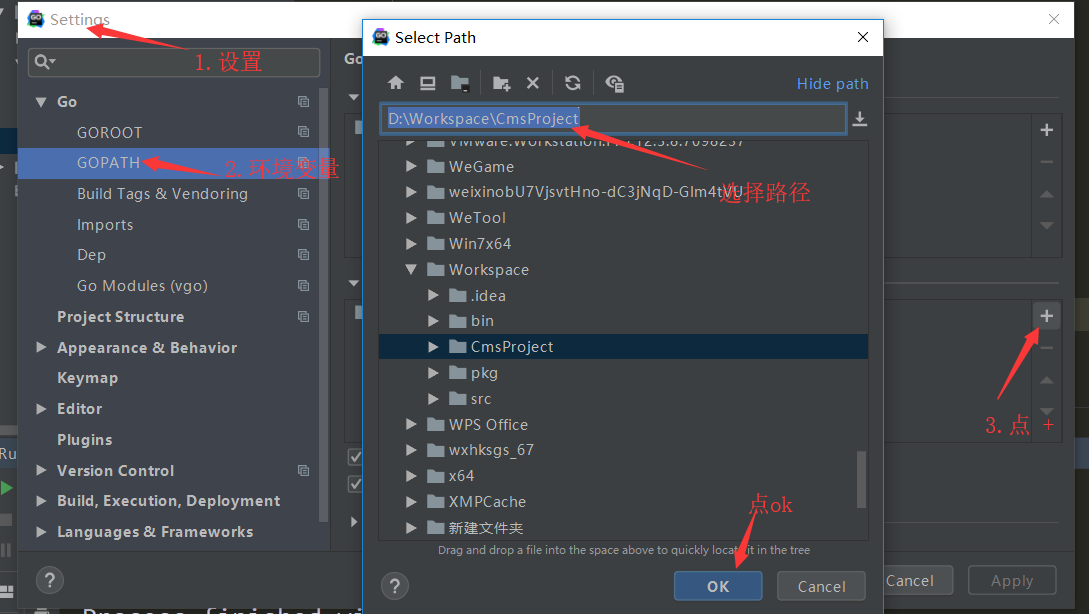 Settings
1. 设置
Go
GOROOT
GOPATH
2. 环境变量
Build Tags & Vendoring
Imports
Dep
Go Modules (vgo)
Project Structure
Appearance & Behavior
Keymap
Editor
Plugins
Version Control
Build, Execution, Deployment
Languages & Frameworks
?
Go
Select Path
Hide path
D:\Workspace\CmsProject
WeGame
weixinobU7VjsvtHno-dC3jNqD-Glm4tVU
选择路径
WeTool
Win7x64
Workspace
.idea
bin
CmsProject
pkg
src
WPS Office
wxhksgs_67
x64
XMPCache
新建文件夹
Drag and drop a file into the space above to quickly locate it in the tree
点ok
?
OK
Cancel
3. 点 +
Cancel
Apply
Ru